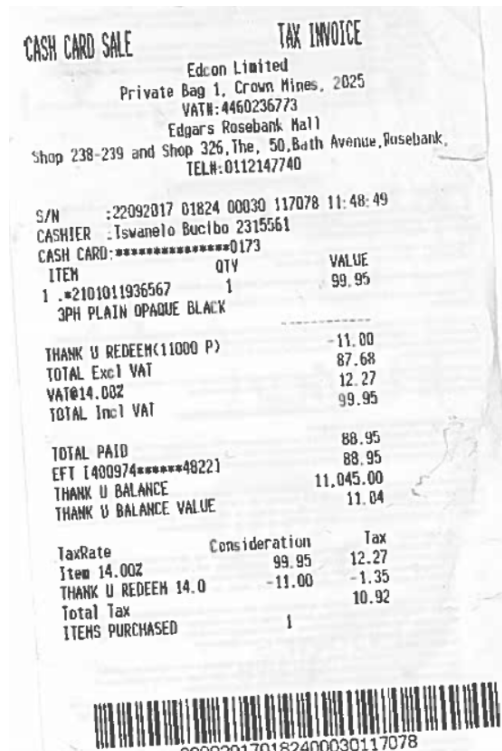 CASH CARD SALE TAX INVOICE
Edcon Limited
Private Bag 1, Crown Mines, 2025
VAT#:4460236773
Edgars Rosebank Mall
Shop 238-239 and Shop 326,The, 50,Bath Avenue,Rosebank,
TEL#:0112147740
S/N :22092017 01824 00030 117078 11:48:49
CASHIER :Tswanelo Bucibo 2315561
CASH CARD:****************0173
ITEM QTY VALUE
1 .*2101011936567 1 99.95
3PH PLAIN OPAQUE BLACK
------------
THANK U REDEEM(11000 P) -11.00
TOTAL Excl VAT 87.68
VAT@14.00% 12.27
TOTAL Incl VAT 99.95
TOTAL PAID 88.95
EFT [400974******4822] 88.95
THANK U BALANCE 11,045.00
THANK U BALANCE VALUE 11.04
TaxRate Consideration Tax
Item 14.00% 99.95 12.27
THANK U REDEEM 14.0 -11.00 -1.35
Total Tax 10.92
ITEMS PURCHASED 1